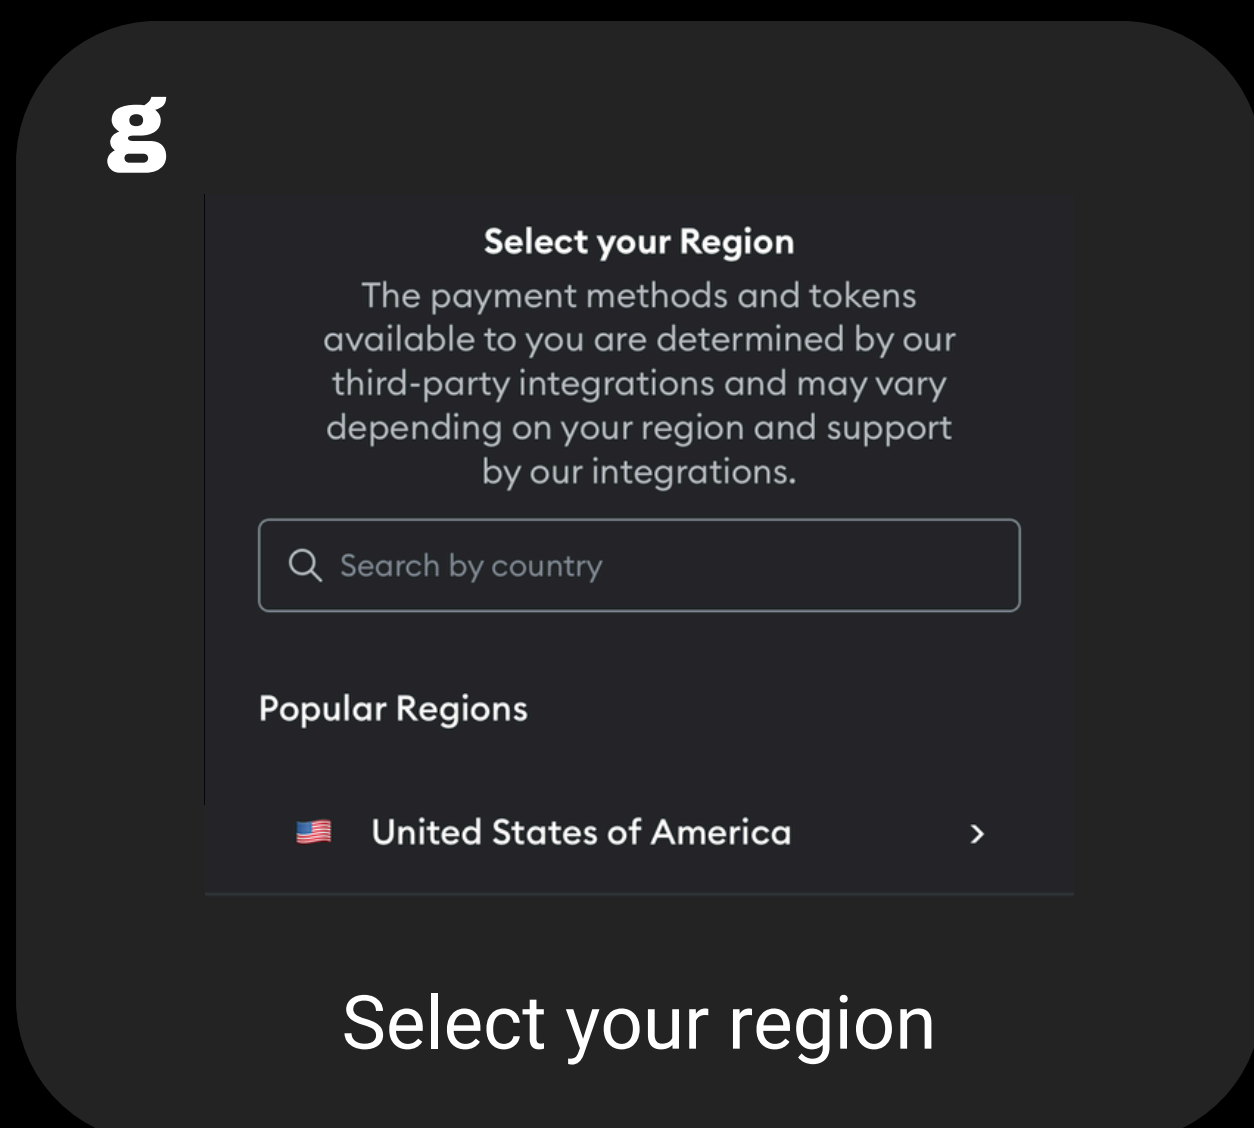 g
Select your Region
The payment methods and tokens
available to you are determined by our
third-party integrations and may vary
depending on your region and support
by our integrations.
Search by country
Popular Regions
United States of America
Select your region